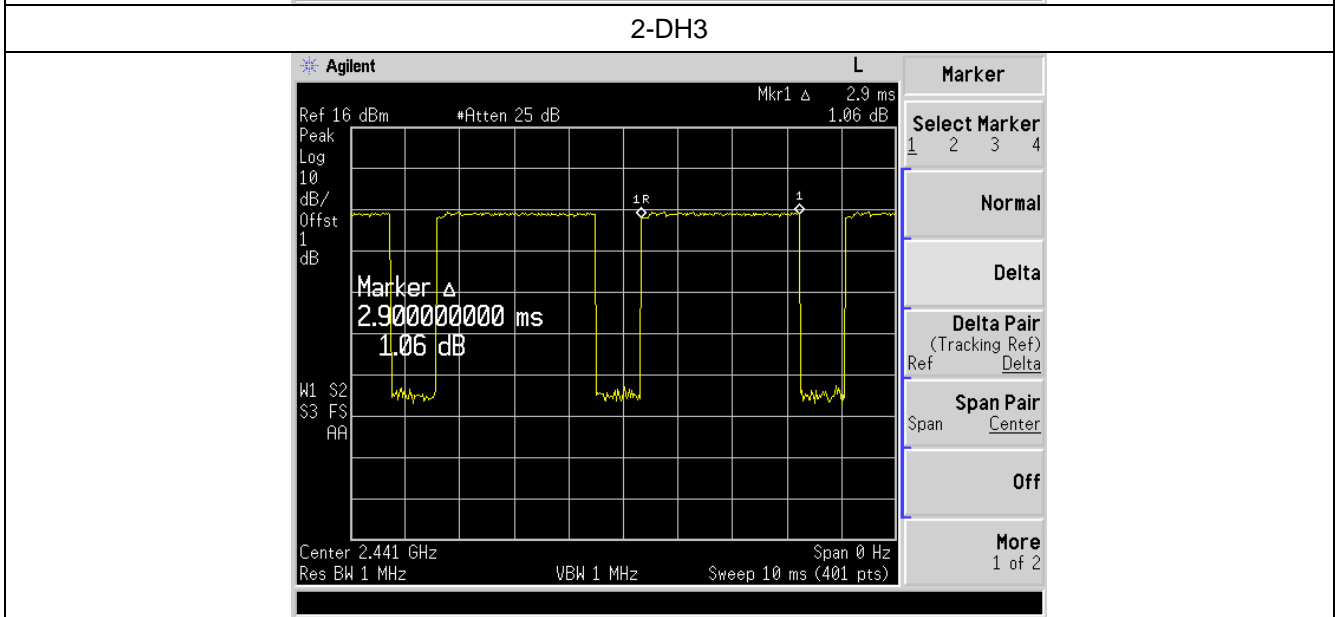 2-DH3
Agilent L
Mkr1 Δ 2.9 ms
Ref 16 dBm #Atten 25 dB 1.06 dB
Peak
Log
10
dB/
Offst
1
dB
1R
1
Marker Δ
2.900000000 ms
1.06 dB
W1 S2
S3 FS
AA
Center 2.441 GHz Span 0 Hz
Res BW 1 MHz VBW 1 MHz Sweep 10 ms (401 pts)
Marker
Select Marker
1 2 3 4
Normal
Delta
Delta Pair
(Tracking Ref)
Ref Delta
Span Pair
Span Center
Off
More
1 of 2